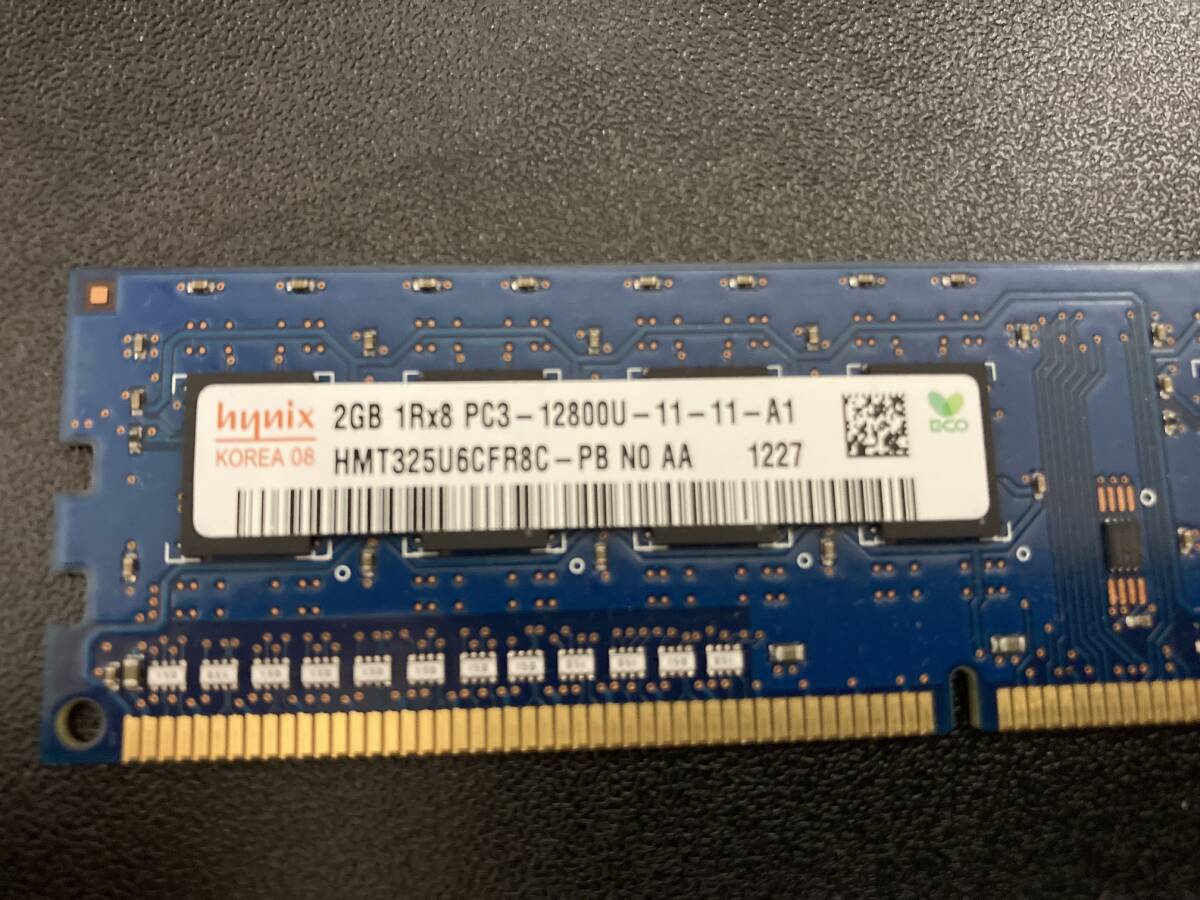 hynix
KOREA 08
2GB 1Rx8 PC3-12800U-11-11-A1
HMT325U6CFR8C-PB N0 AA 1227
ECO